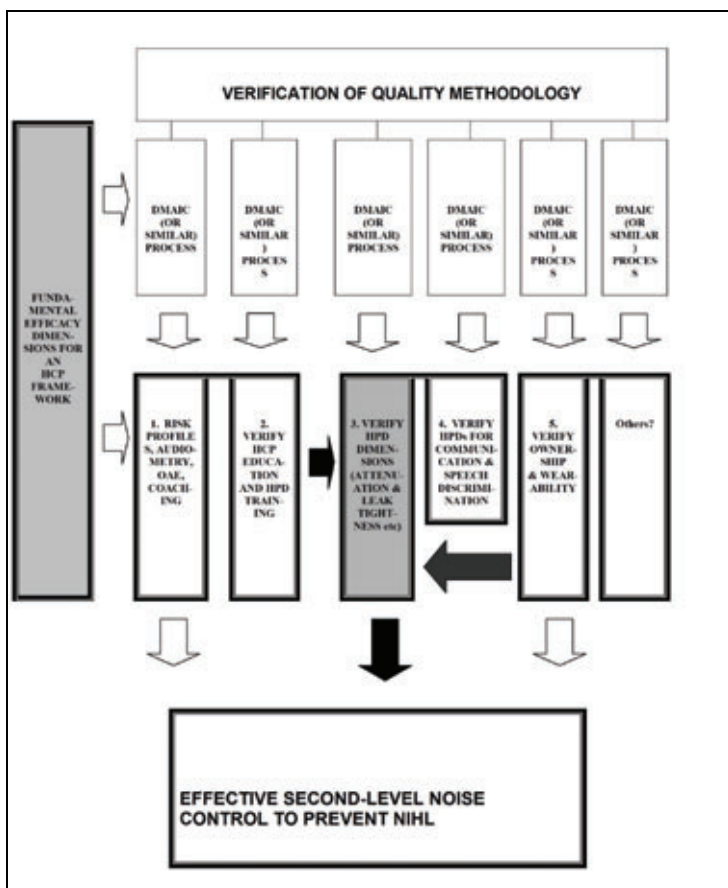 VERIFICATION OF QUALITY METHODOLOGY
DMAIC
(OR
SIMILAR)
PROCESS
DMAIC
(OR
SIMILAR
)
PROCES
S
DMAIC
(OR
SIMILAR)
PROCESS
DMAIC
(OR
SIMILAR)
PROCESS
DMAIC
(OR
SIMILAR
)
PROCES
S
DMAIC
(OR
SIMILAR
)
PROCES
S
FUNDA-
MENTAL
EFFICACY
DIMEN-
SIONS FOR
AN
HCP
FRAME-
WORK
1. RISK
PROFILE
S, AUDIO-
METRY,
OAE,
COACH-
ING
2.
VERIFY
HCP
EDUCA-
TION
AND HPD
TRAIN-
ING
3. VERIFY
HPD
DIMEN-
SIONS
(ATTENU-
ATION &
LEAK
TIGHT-
NESS etc)
4. VERIFY
HPDs FOR
COMMUNI-
CATION &
SPEECH
DISCRIMI-
NATION
5.
VERIFY
OWNER-
SHIP
& WEAR-
ABILITY
Others?
EFFECTIVE SECOND-LEVEL NOISE
CONTROL TO PREVENT NIHL